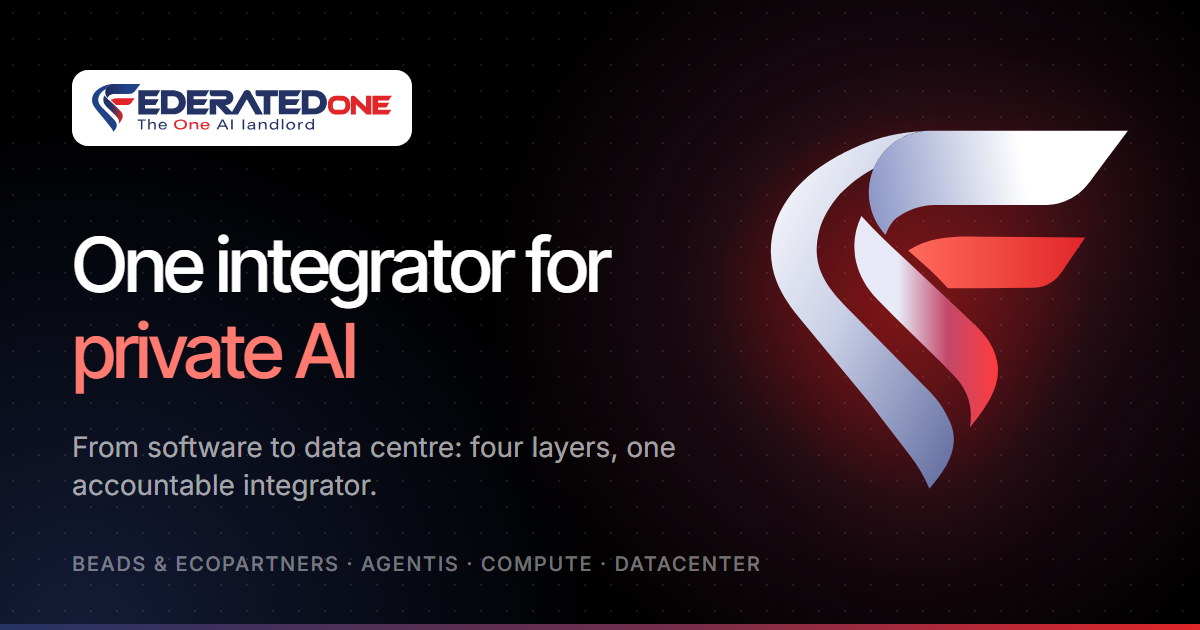 FEDERATEDONE
The One AI landlord
One integrator for
private AI
From software to data centre: four layers, one
accountable integrator.
BEADS & ECOPARTNERS · AGENTIS · COMPUTE · DATACENTER